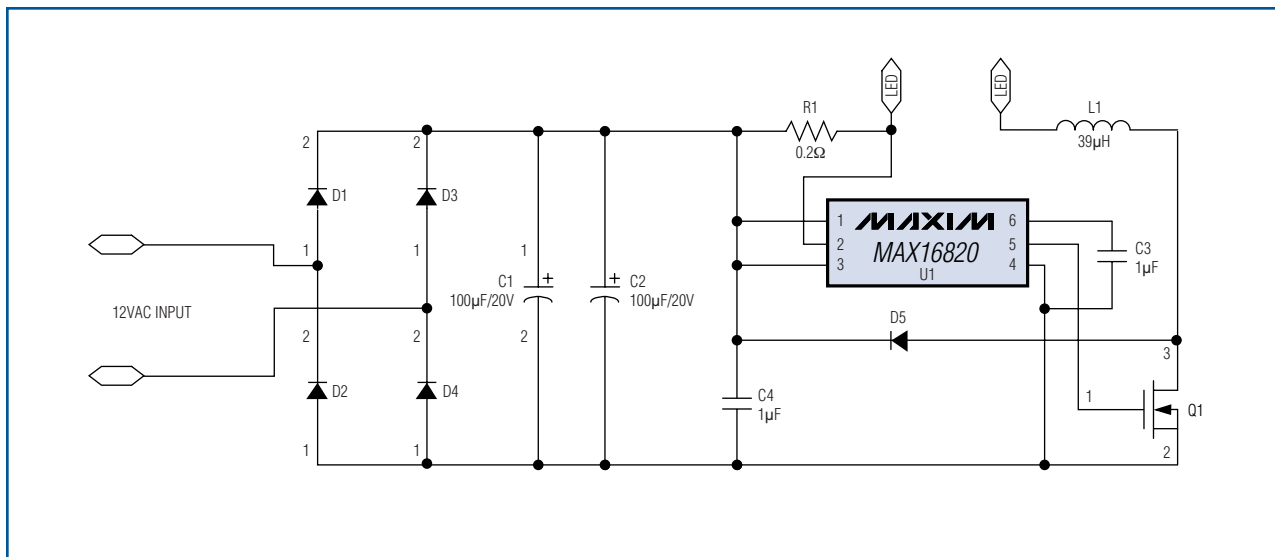 LED
LED
R1
0.2Ω
L1
39µH
2
2
D1
D3
1
1
1
MAXIM
MAX16820
U1
1
2
3
6
5
4
C3
1µF
C1
100µF/20V
C2
100µF/20V
2
12VAC INPUT
2
2
D5
3
D2
D4
C4
1µF
1
Q1
1
1
2